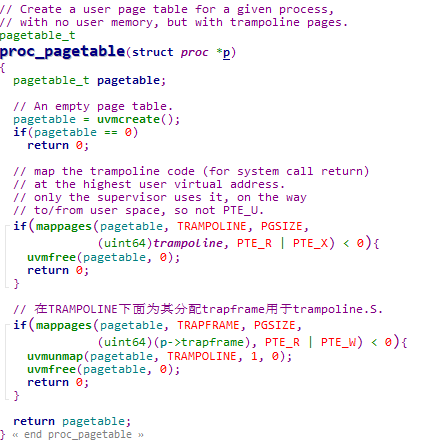 // Create a user page table for a given process,
// with no user memory, but with trampoline pages.
pagetable_t
proc_pagetable(struct proc *p)
{
  pagetable_t pagetable;

  // An empty page table.
  pagetable = uvmcreate();
  if(pagetable == 0)
    return 0;

  // map the trampoline code (for system call return)
  // at the highest user virtual address.
  // only the supervisor uses it, on the way
  // to/from user space, so not PTE_U.
  if(mappages(pagetable, TRAMPOLINE, PGSIZE,
              (uint64)trampoline, PTE_R | PTE_X) < 0){
    uvmfree(pagetable, 0);
    return 0;
  }

  // 在TRAMPOLINE下面为其分配trapframe用于trampoline.S.
  if(mappages(pagetable, TRAPFRAME, PGSIZE,
              (uint64)(p->trapframe), PTE_R | PTE_W) < 0){
    uvmunmap(pagetable, TRAMPOLINE, 1, 0);
    uvmfree(pagetable, 0);
    return 0;
  }

  return pagetable;
} « end proc_pagetable »